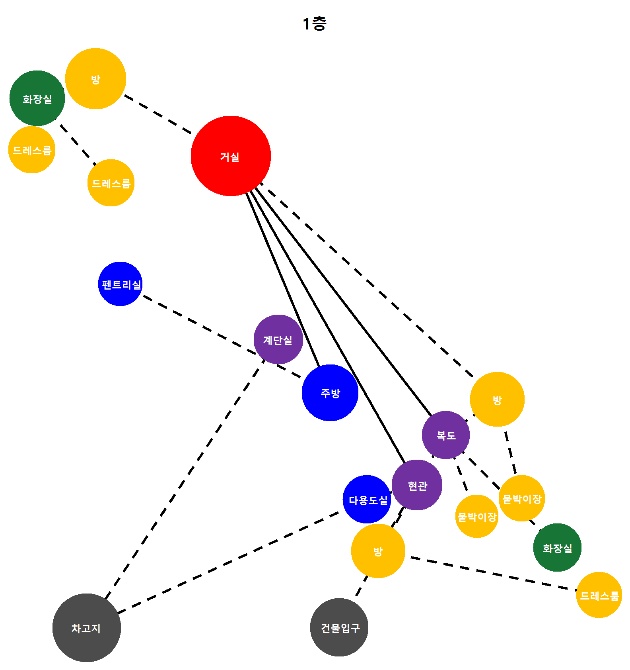 1층
방
화장실
드레스룸
드레스룸
거실
펜트리실
계단실
주방
방
복도
현관
다용도실
붙박이장
붙박이장
방
화장실
드레스룸
차고지
건물입구